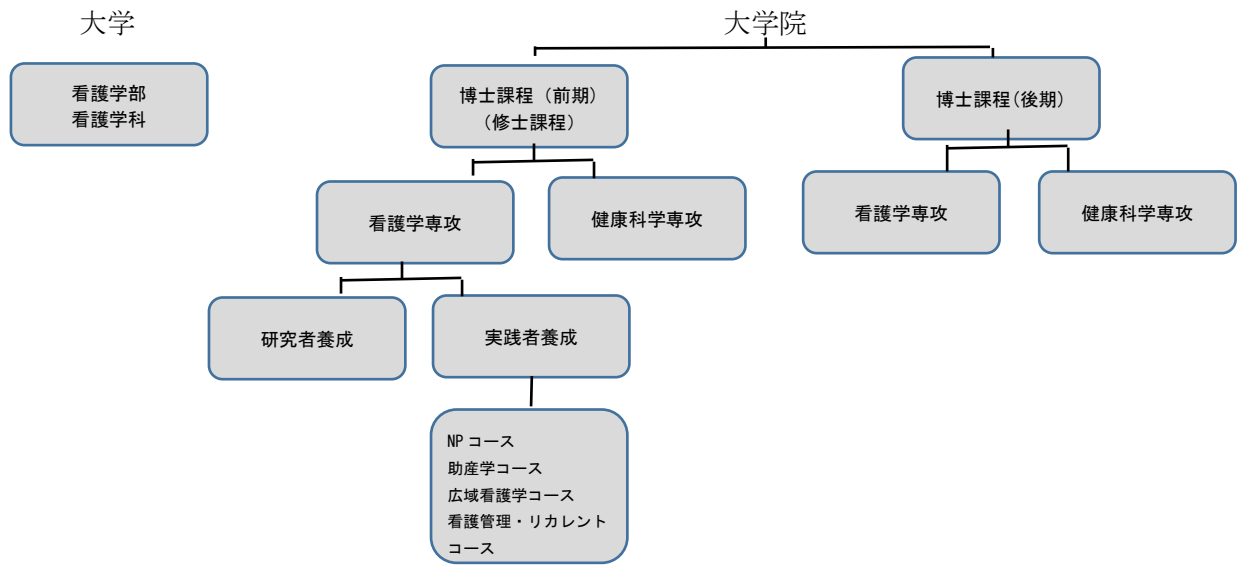 大学
大学院
看護学部
看護学科
博士課程（前期）
（修士課程）
博士課程(後期)
看護学専攻
健康科学専攻
看護学専攻
健康科学専攻
研究者養成
実践者養成
NPコース
助産学コース
広域看護学コース
看護管理・リカレント
コース